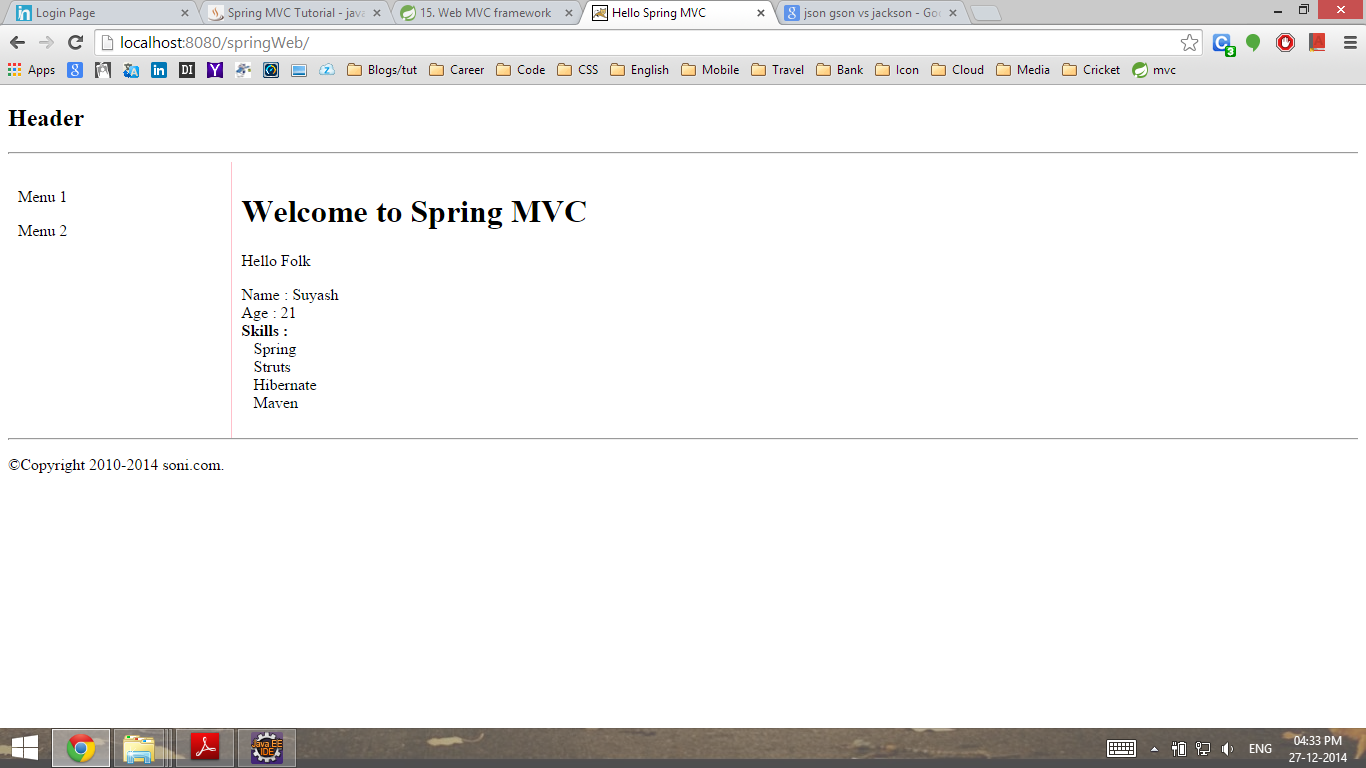 Login Page
Spring MVC Tutorial - java
15. Web MVC framework
Hello Spring MVC
json gson vs jackson - Goo
localhost:8080/springWeb/
Apps
DI
Blogs/tut
Career
Code
CSS
English
Mobile
Travel
Bank
Icon
Cloud
Media
Cricket
mvc
Header
Menu 1
Menu 2
Welcome to Spring MVC
Hello Folk
Name : Suyash
Age : 21
Skills :
Spring
Struts
Hibernate
Maven
©Copyright 2010-2014 soni.com.
Java EE
IDE
ENG
04:33 PM
27-12-2014